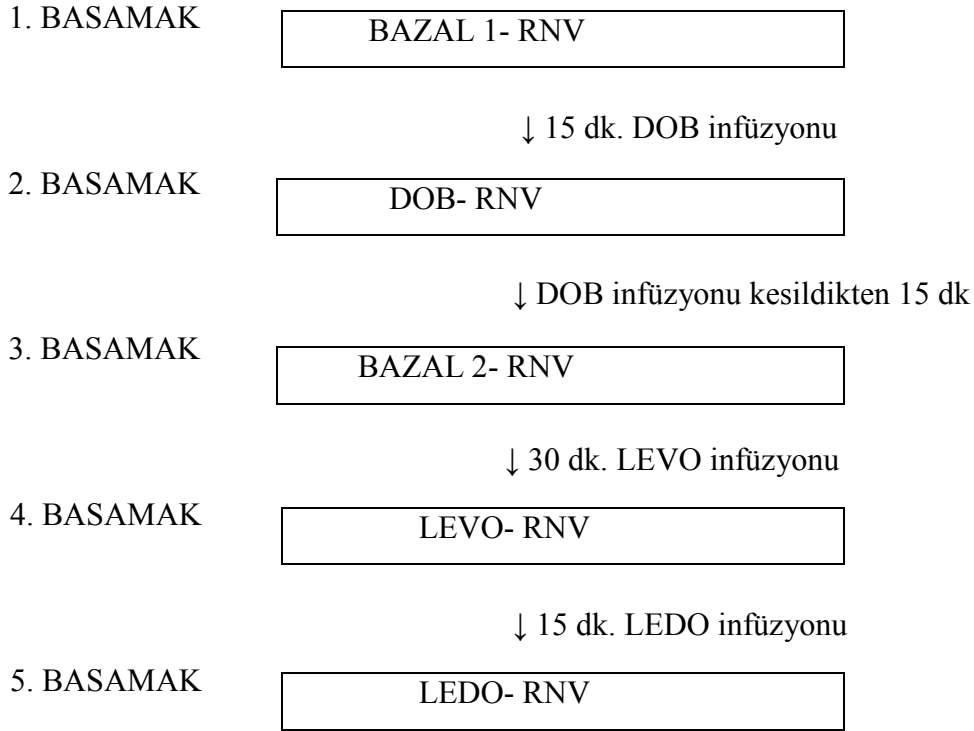 1. BASAMAK
BAZAL 1- RNV
↓ 15 dk. DOB infüzyonu
2. BASAMAK
DOB- RNV
↓ DOB infüzyonu kesildikten 15 dk
3. BASAMAK
BAZAL 2- RNV
↓ 30 dk. LEVO infüzyonu
4. BASAMAK
LEVO- RNV
↓ 15 dk. LEDO infüzyonu
5. BASAMAK
LEDO- RNV